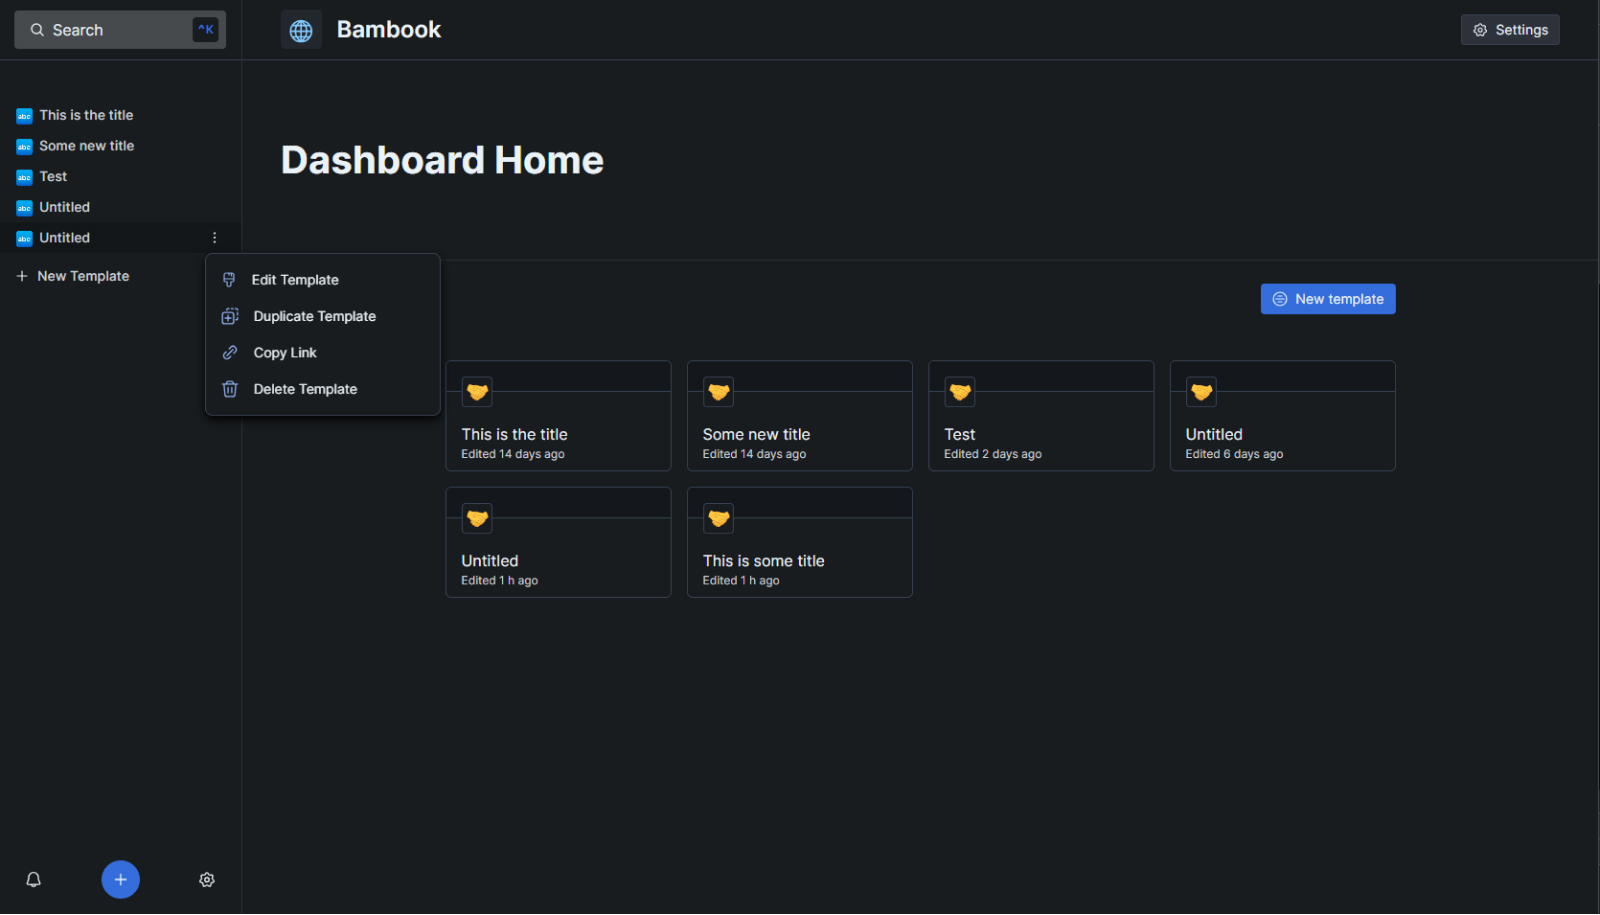 Search
^K
Bambook
Settings
abc This is the title
abc Some new title
abc Test
abc Untitled
abc Untitled
New Template
Dashboard Home
Edit Template
Duplicate Template
Copy Link
Delete Template
New template
This is the title
Edited 14 days ago
Some new title
Edited 14 days ago
Test
Edited 2 days ago
Untitled
Edited 6 days ago
Untitled
Edited 1 h ago
This is some title
Edited 1 h ago